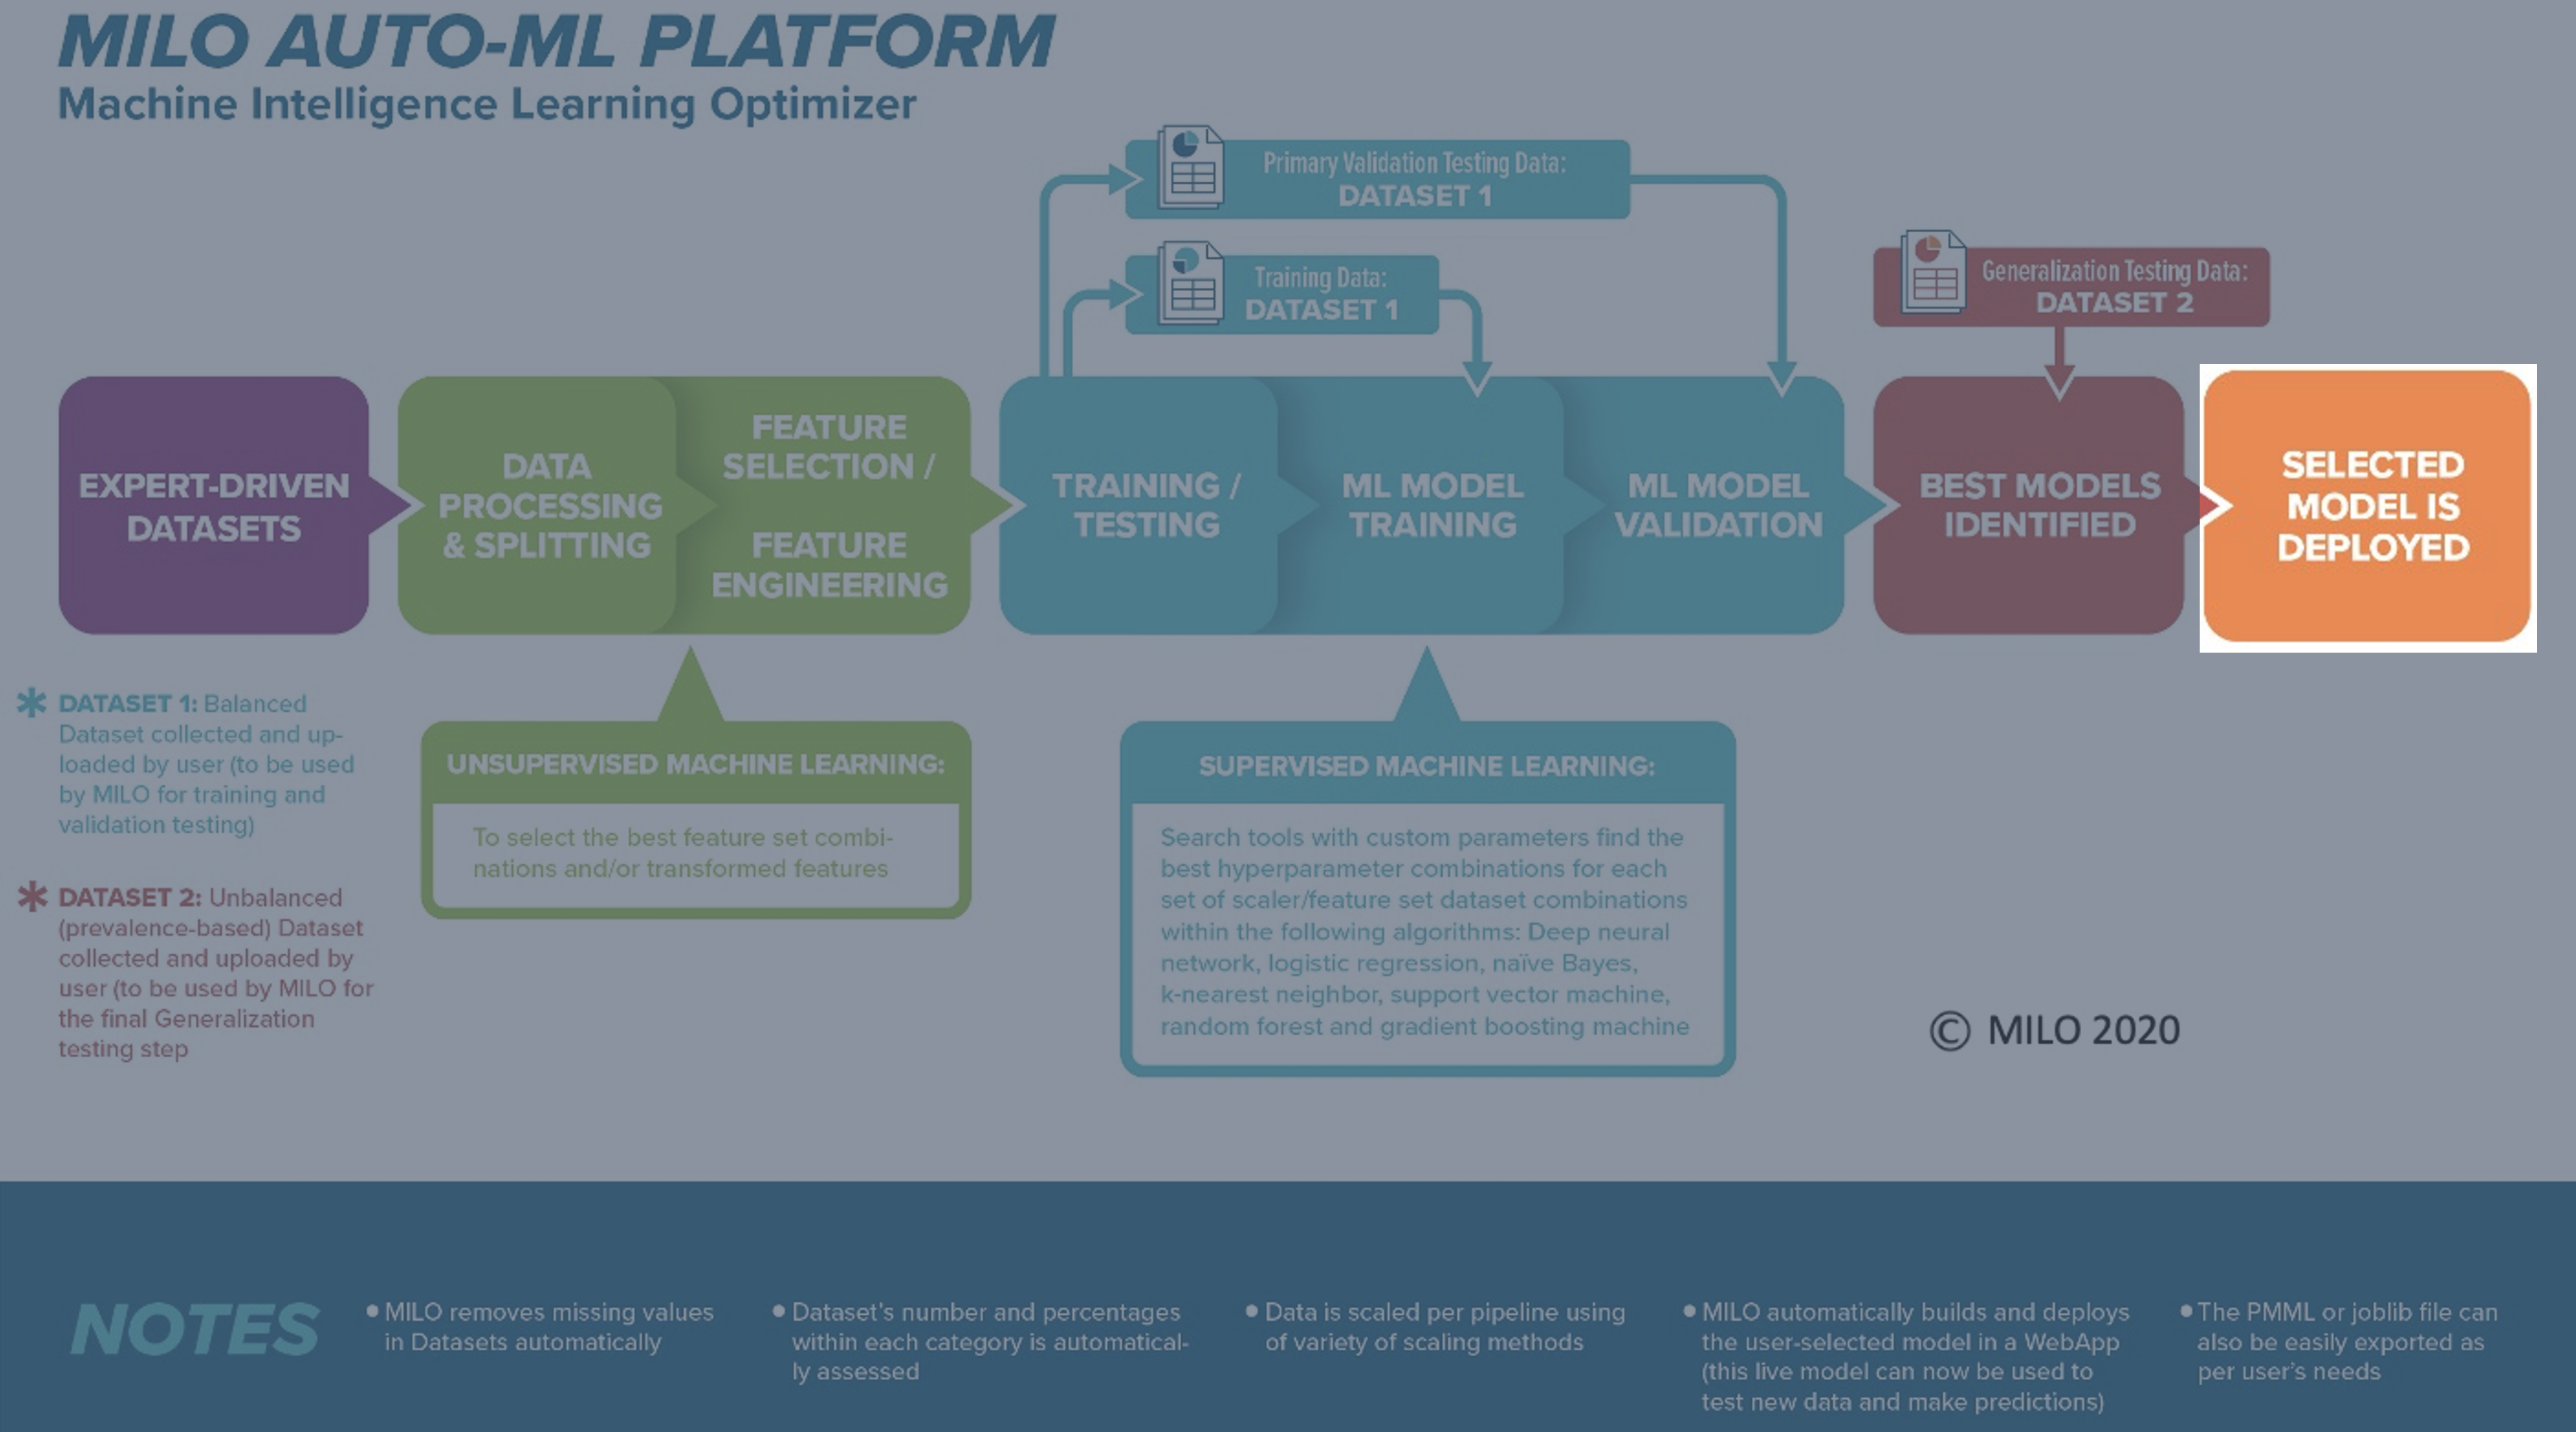 MILO AUTO-ML PLATFORM
Machine Intelligence Learning Optimizer
Primary Validation Testing Data:
DATASET 1
Training Data:
DATASET 1
Generalization Testing Data:
DATASET 2
EXPERT-DRIVEN
DATASETS
DATA
PROCESSING
& SPLITTING
FEATURE
SELECTION /
FEATURE
ENGINEERING
TRAINING /
TESTING
ML MODEL
TRAINING
ML MODEL
VALIDATION
BEST MODELS
IDENTIFIED
SELECTED
MODEL IS
DEPLOYED
* DATASET 1: Balanced
Dataset collected and up-
loaded by user (to be used
by MILO for training and
validation testing)
* DATASET 2: Unbalanced
(prevalence-based) Dataset
collected and uploaded by
user (to be used by MILO for
the final Generalization
testing step
UNSUPERVISED MACHINE LEARNING:
To select the best feature set combi-
nations and/or transformed features
SUPERVISED MACHINE LEARNING:
Search tools with custom parameters find the
best hyperparameter combinations for each
set of scaler/feature set dataset combinations
within the following algorithms: Deep neural
network, logistic regression, naïve Bayes,
k-nearest neighbor, support vector machine,
random forest and gradient boosting machine
© MILO 2020
NOTES
• MILO removes missing values
in Datasets automatically
• Dataset's number and percentages
within each category is automatical-
ly assessed
• Data is scaled per pipeline using
of variety of scaling methods
• MILO automatically builds and deploys
the user-selected model in a WebApp
(this live model can now be used to
test new data and make predictions)
• The PMML or joblib file can
also be easily exported as
per user's needs